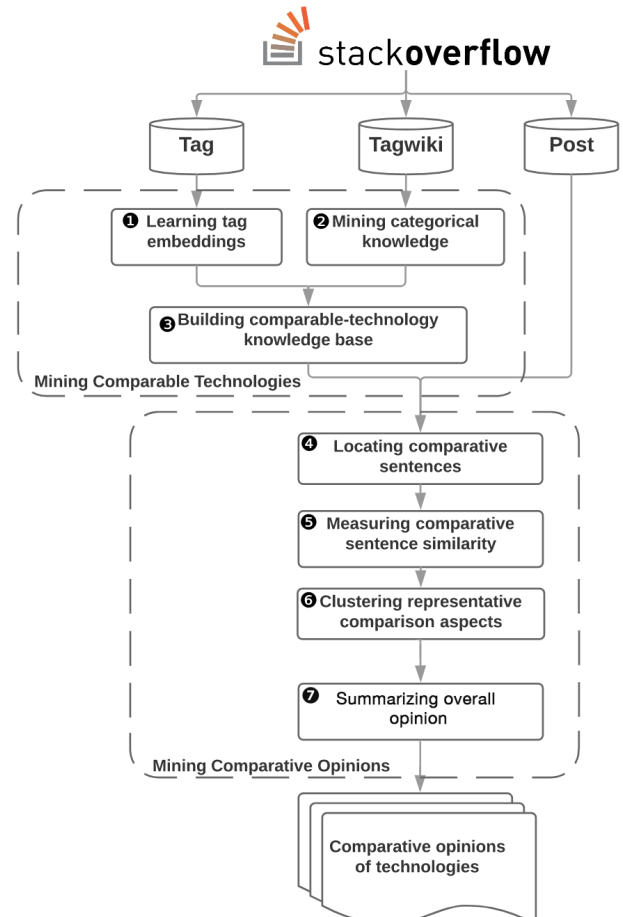 stackoverflow
Tag
Tagwiki
Post
❶ Learning tag
embeddings
❷ Mining categorical
knowledge
❸ Building comparable-technology
knowledge base
Mining Comparable Technologies
❹ Locating comparative
sentences
❺ Measuring comparative
sentence similarity
❻ Clustering representative
comparison aspects
❼ Summarizing overall
opinion
Mining Comparative Opinions
Comparative opinions
of technologies